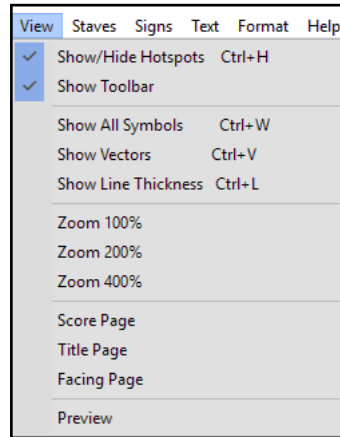 View Staves Signs Text Format Help
Show/Hide Hotspots Ctrl+H
Show Toolbar
Show All Symbols Ctrl+W
Show Vectors Ctrl+V
Show Line Thickness Ctrl+L
Zoom 100%
Zoom 200%
Zoom 400%
Score Page
Title Page
Facing Page
Preview